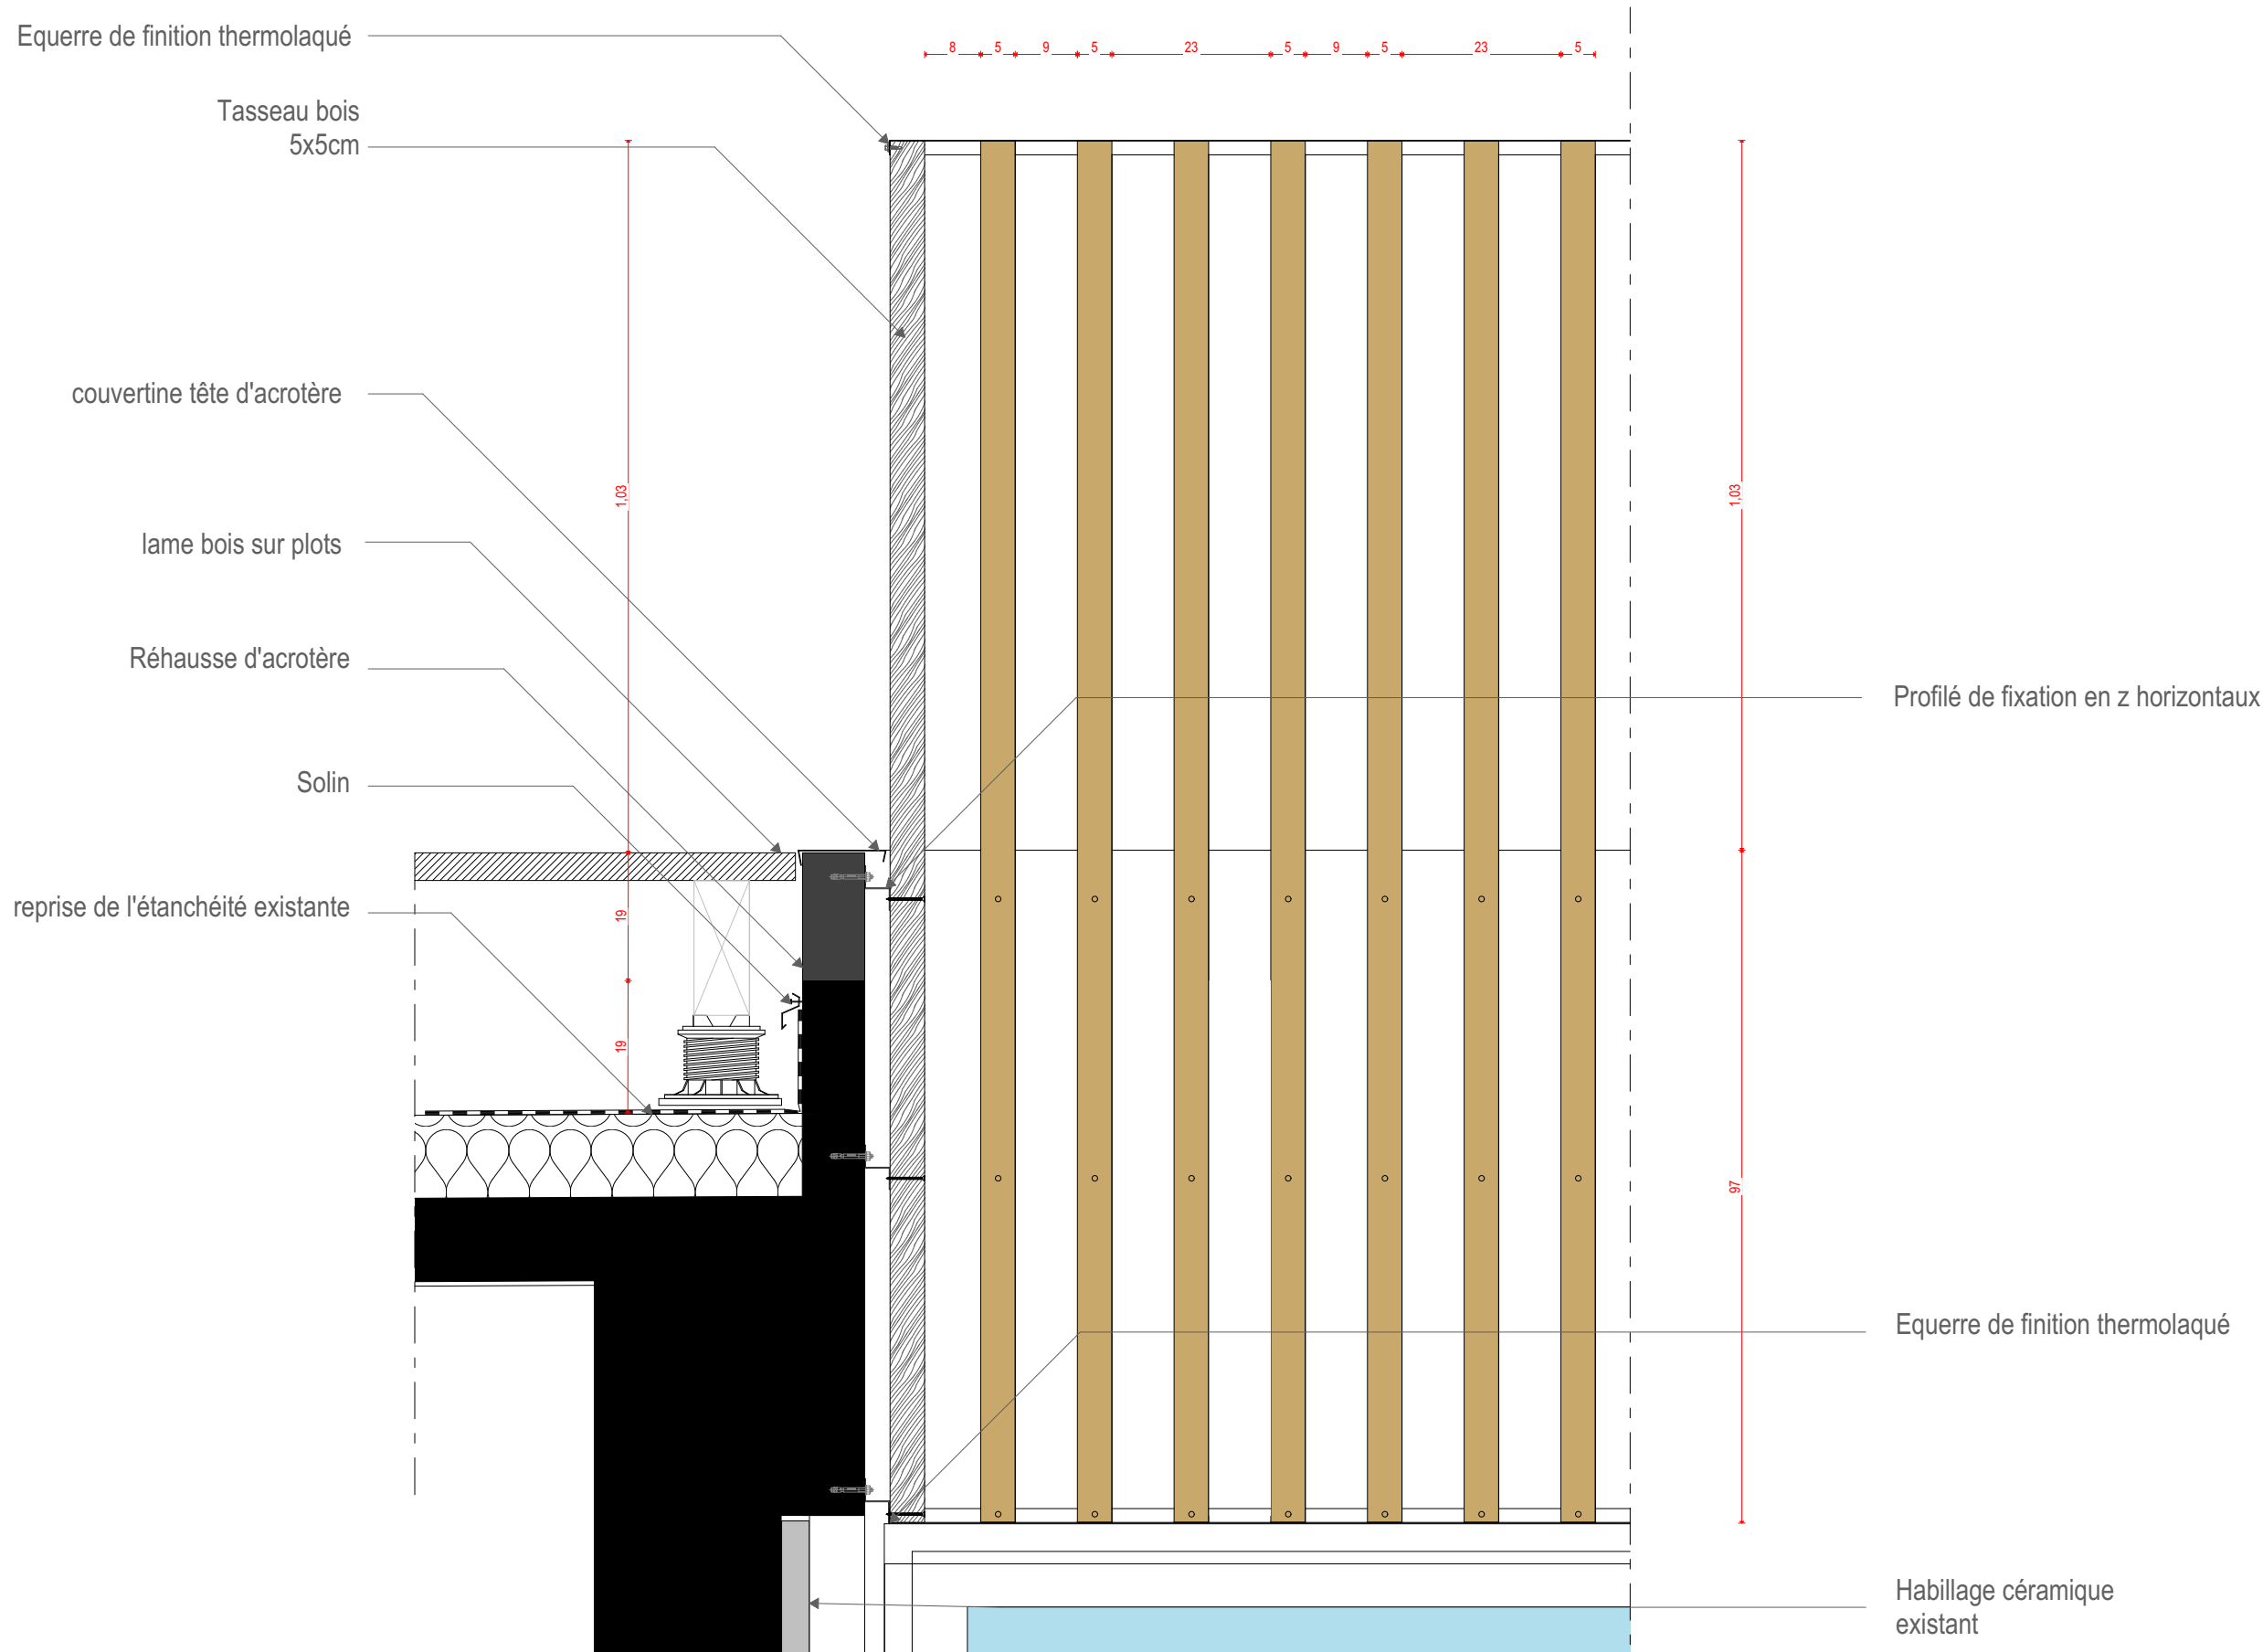 Equerre de finition thermolaqué
8 5 9 5 23 5 9 5 23 5
Tasseau bois
5x5cm
couvertine tête d'acrotère
1,03
1,03
lame bois sur plots
Réhausse d'acrotère
Profilé de fixation en z horizontaux
Solin
reprise de l'étanchéité existante
19
19
97
Equerre de finition thermolaqué
Habillage céramique
existant